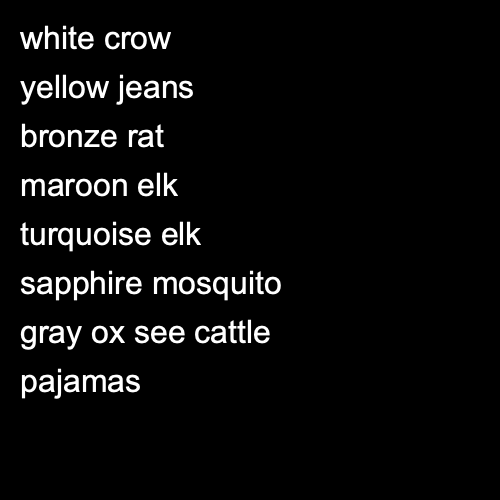 white crow
yellow jeans
bronze rat
maroon elk
turquoise elk
sapphire mosquito
gray ox see cattle
pajamas